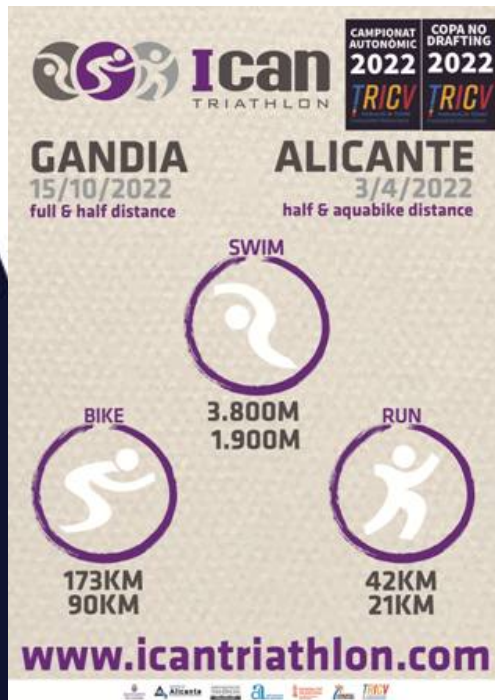 Ican
TRIATHLON
CAMPIONAT
AUTONÒMIC
2022
TRICV
COPA NO
DRAFTING
2022
TRICV
GANDIA
15/10/2022
full & half distance
ALICANTE
3/4/2022
half & aquabike distance
SWIM
3.800M
1.900M
BIKE
173KM
90KM
RUN
42KM
21KM
www.icantriathlon.com
Alicante
TRICV